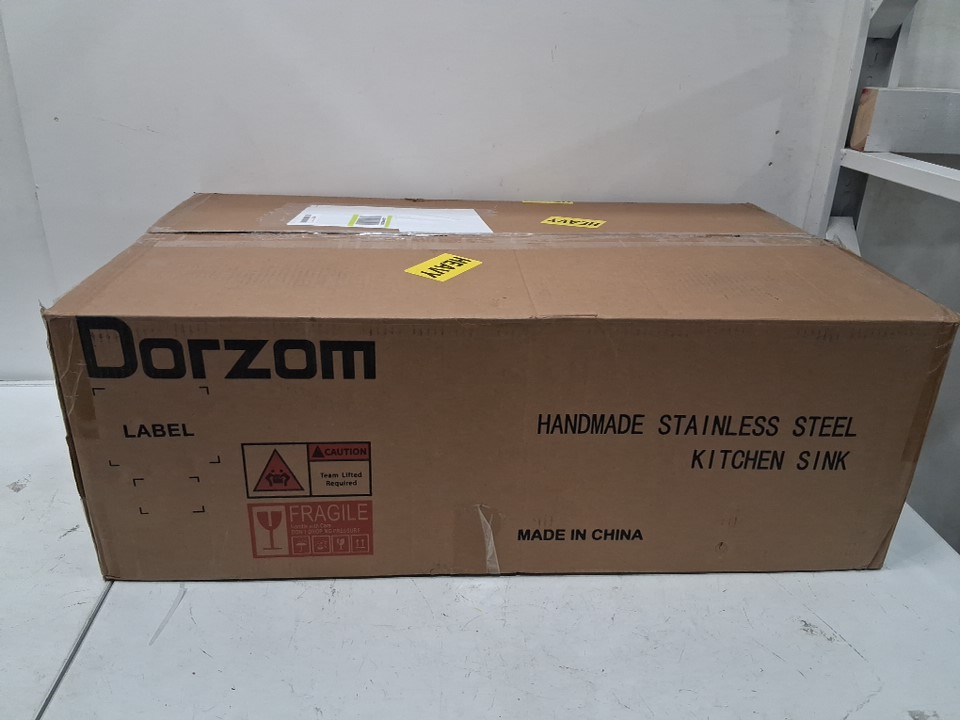 HEAVY
HEAVY
Dorzom
LABEL
CAUTION
Team Lifted
Required
FRAGILE
HANDMADE STAINLESS STEEL
KITCHEN SINK
MADE IN CHINA